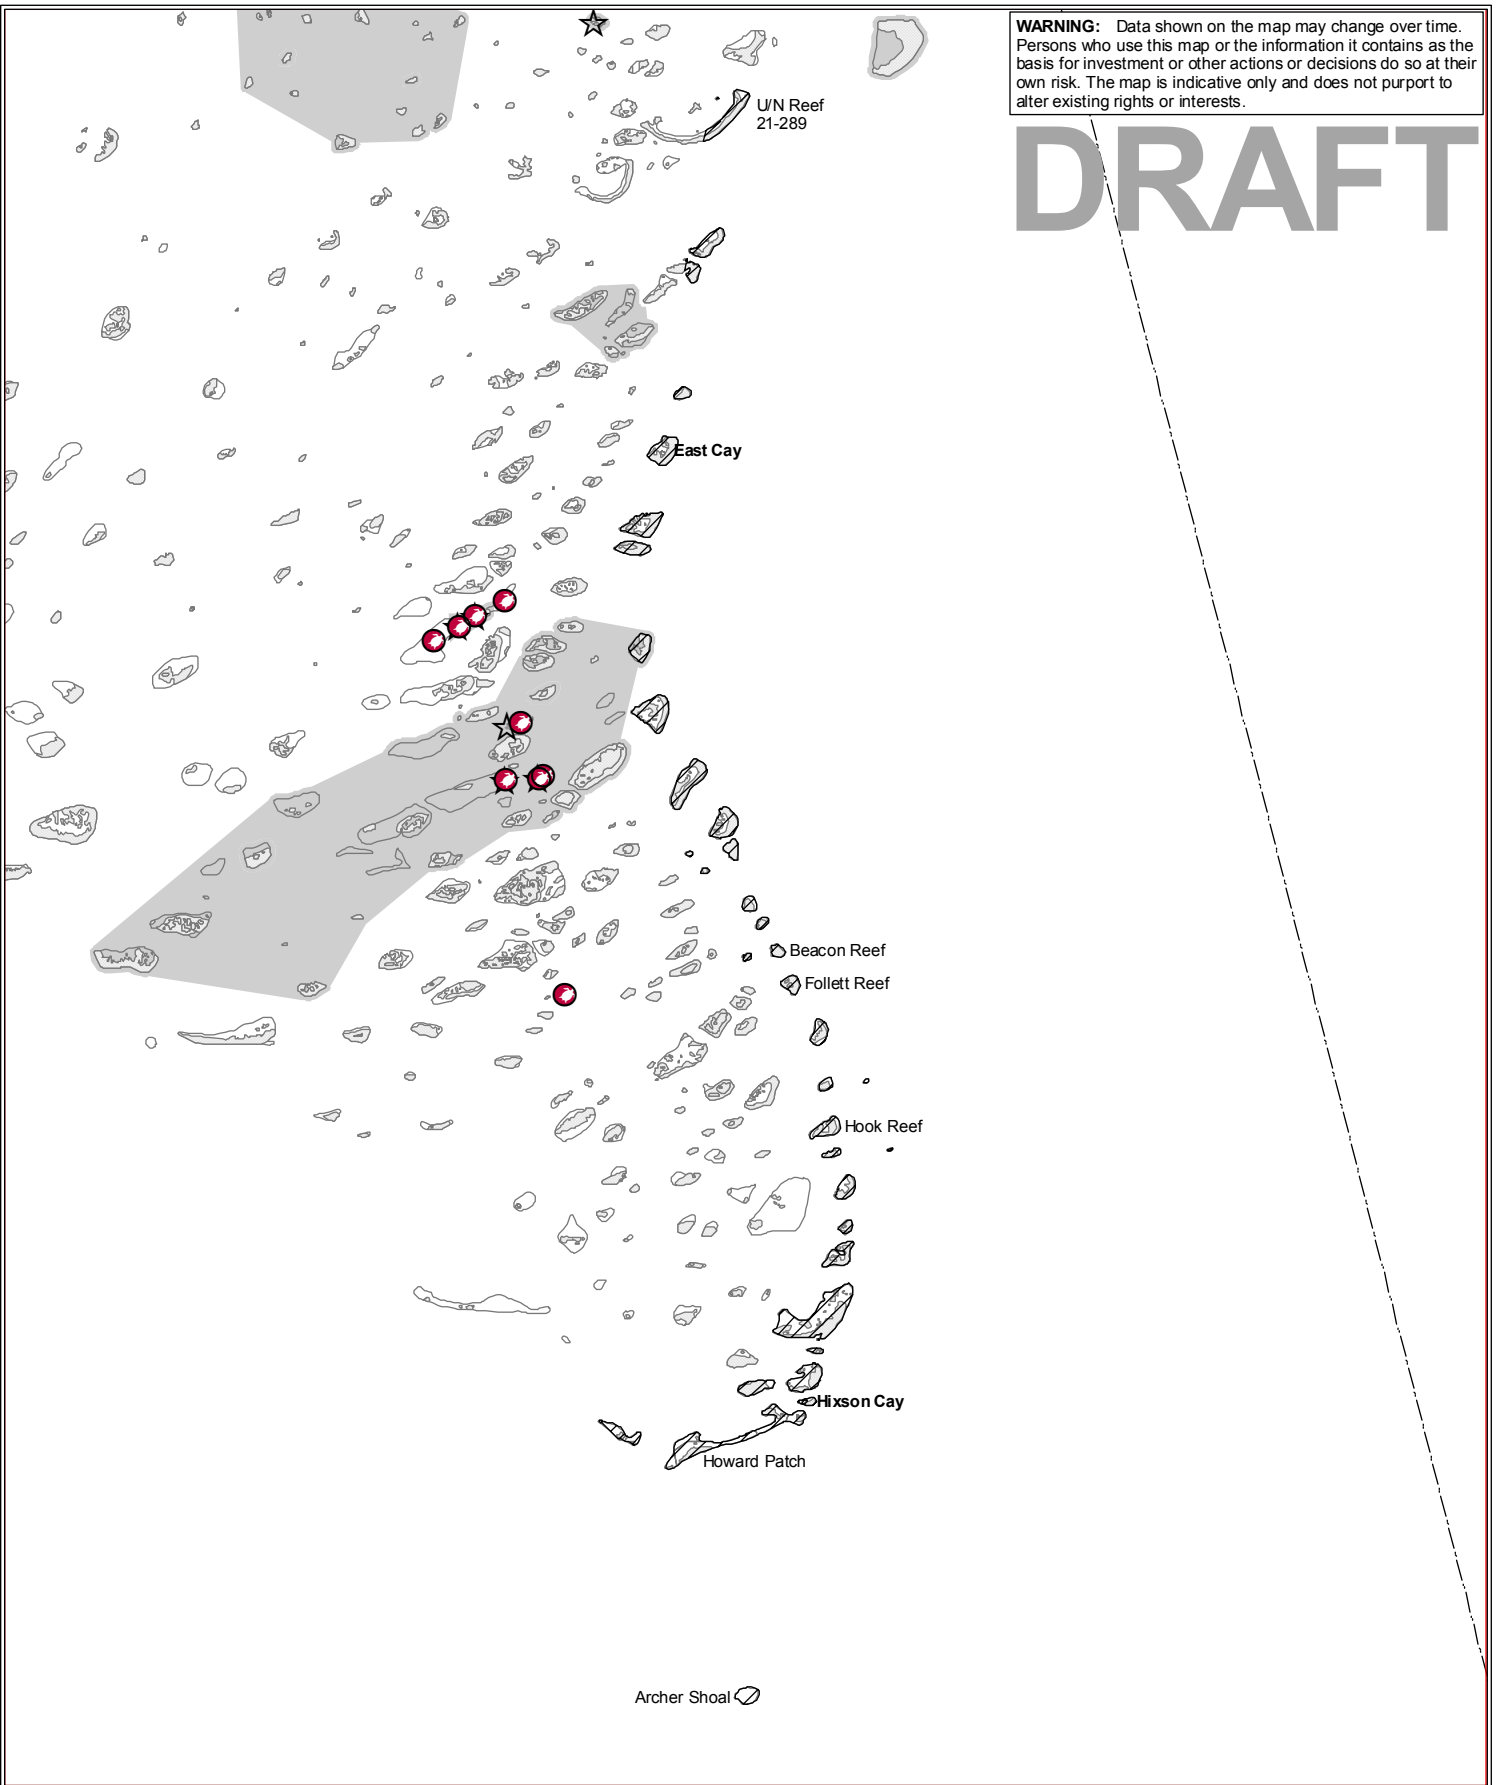 WARNING: Data shown on the map may change over time.
Persons who use this map or the information it contains as the
basis for investment or other actions or decisions do so at their
own risk. The map is indicative only and does not purport to
alter existing rights or interests.
DRAFT
U/N Reef
21-289
East Cay
Beacon Reef
Follett Reef
Hook Reef
Hixson Cay
Howard Patch
Archer Shoal